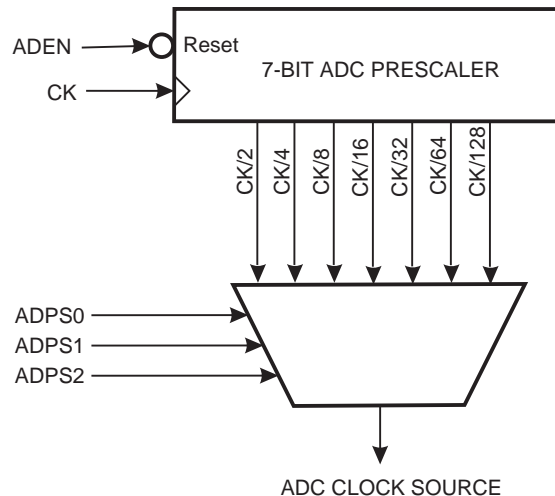 ADEN
Reset
7-BIT ADC PRESCALER
CK
CK/2
CK/4
CK/8
CK/16
CK/32
CK/64
CK/128
ADPS0
ADPS1
ADPS2
ADC CLOCK SOURCE